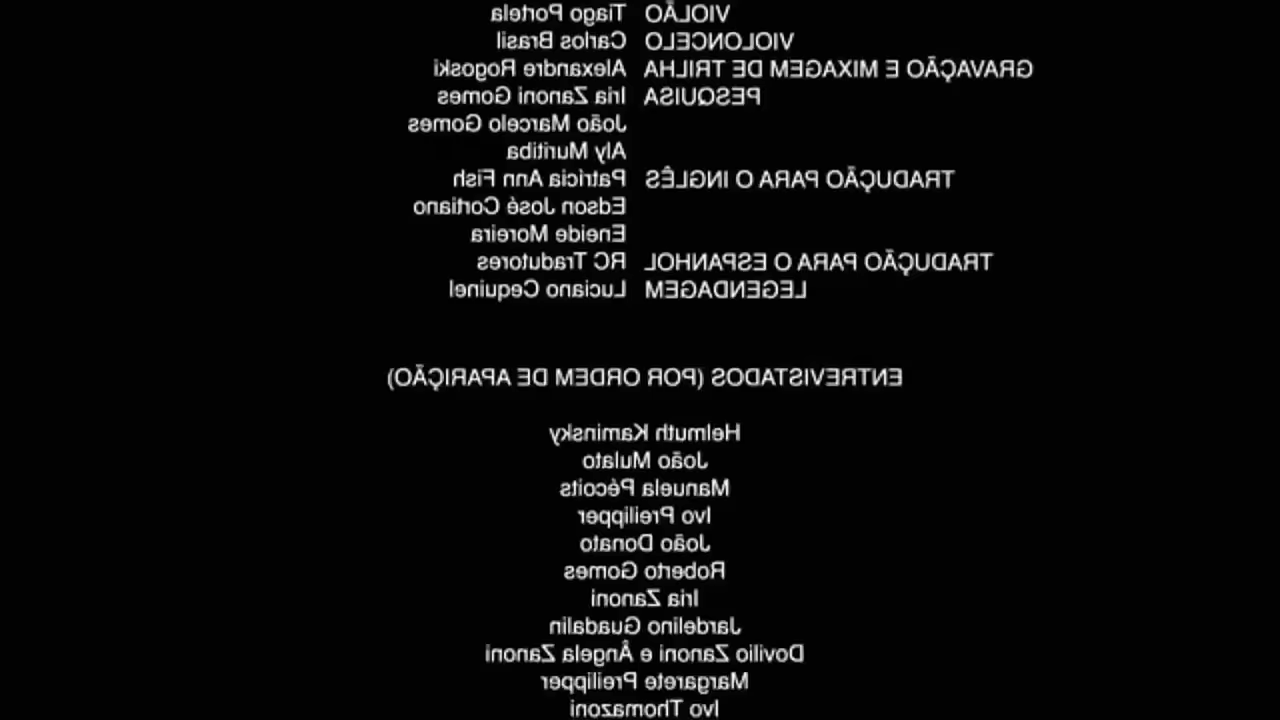 VIOLÃO Tiago Portela
VIOLONCELO Carlos Brasil
GRAVAÇÃO E MIXAGEM DE TRILHA Alexandre Rogoski
PESQUISA Iria Zanoni Gomes
João Marcelo Gomes
Aly Muritiba
TRADUÇÃO PARA O INGLÊS Patrícia Ann Fish
Edson José Cortiano
Eneide Moreira
TRADUÇÃO PARA O ESPANHOL RC Tradutores
LEGENDAGEM Luciano Cequinel
ENTREVISTADOS (POR ORDEM DE APARIÇÃO)
Helmuth Kaminsky
João Mulato
Manuela Pécoits
Ivo Preilipper
João Donato
Roberto Gomes
Iria Zanoni
Jardelino Guadalin
Dovilio Zanoni e Ângela Zanoni
Margarete Preilipper
Ivo Thomazoni